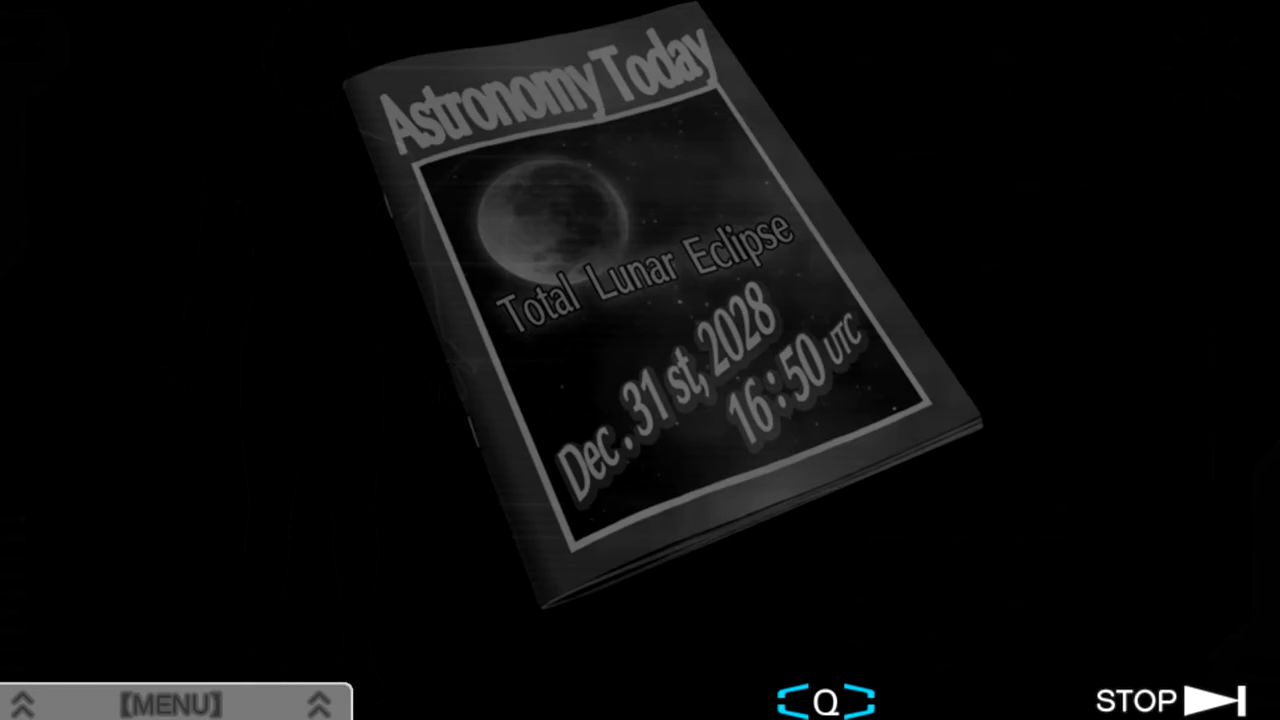 Astronomy Today
Total Lunar Eclipse
Dec. 31 st, 2028
16:50 UTC
【MENU】
Q
STOP